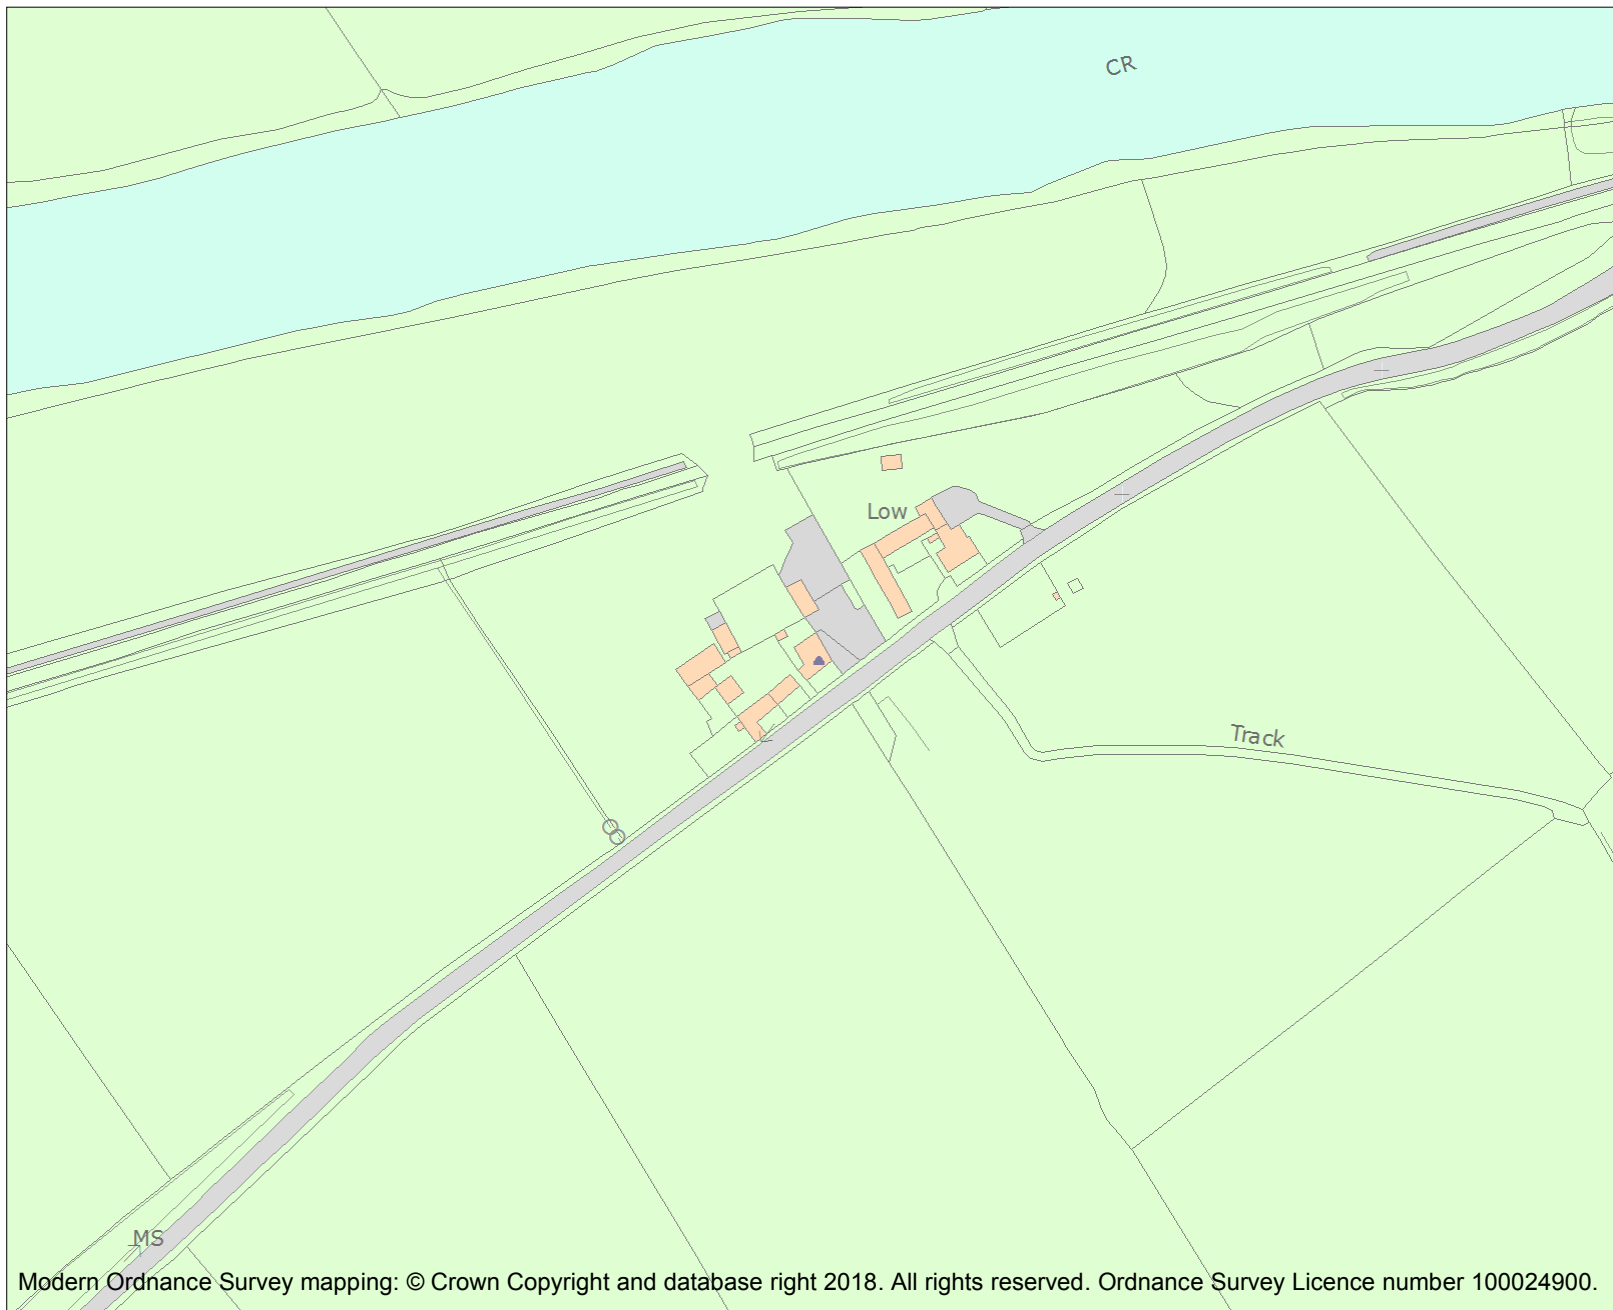 CR
Low
Track
MS
Modern Ordnance Survey mapping: © Crown Copyright and database right 2018. All rights reserved. Ordnance Survey Licence number 100024900.